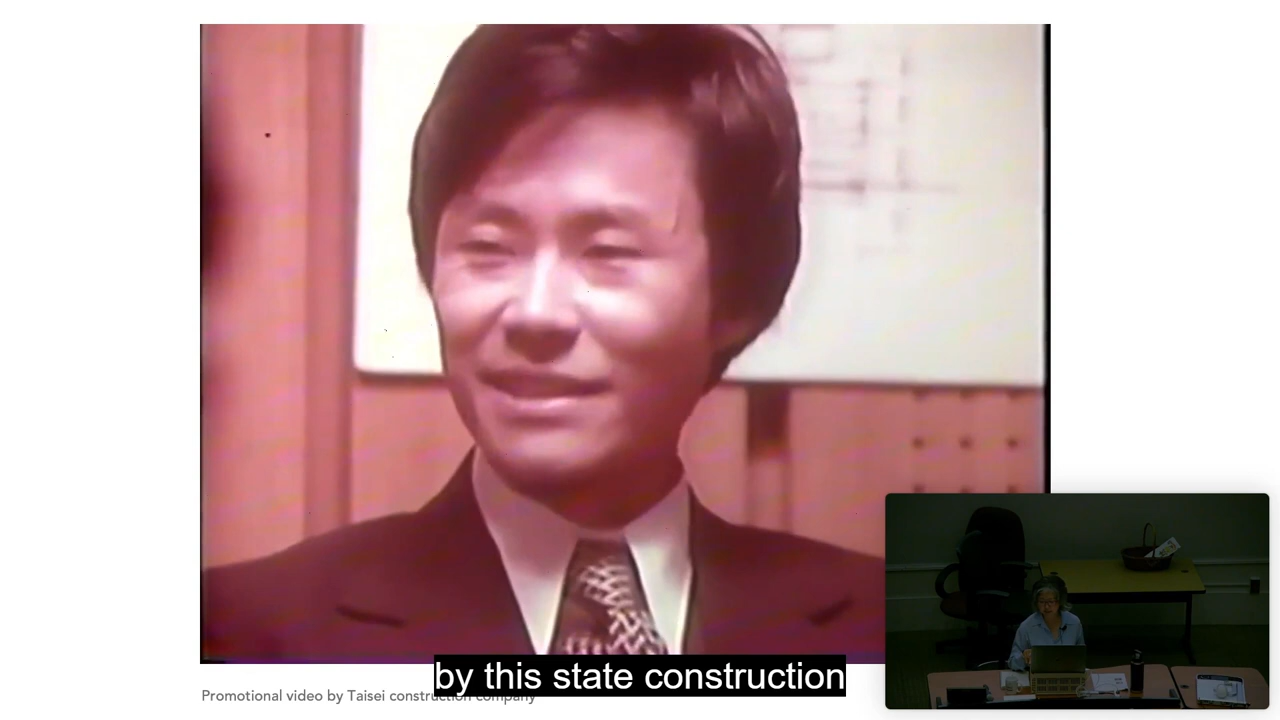 by this state construction
Promotional video by Taisei construction company